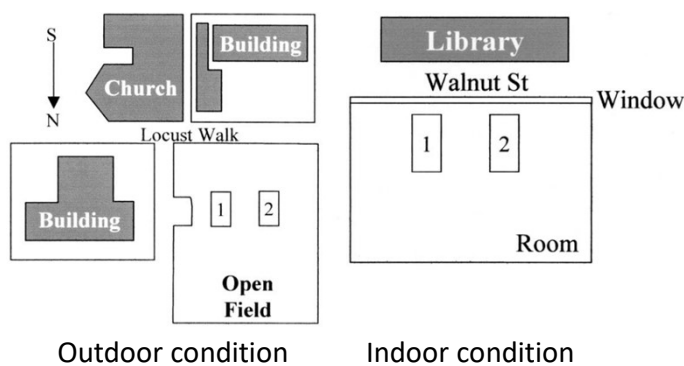 S
N
Church
Building
Locust Walk
Building
1
2
Open
Field
Library
Walnut St
Window
1
2
Room
Outdoor condition
Indoor condition